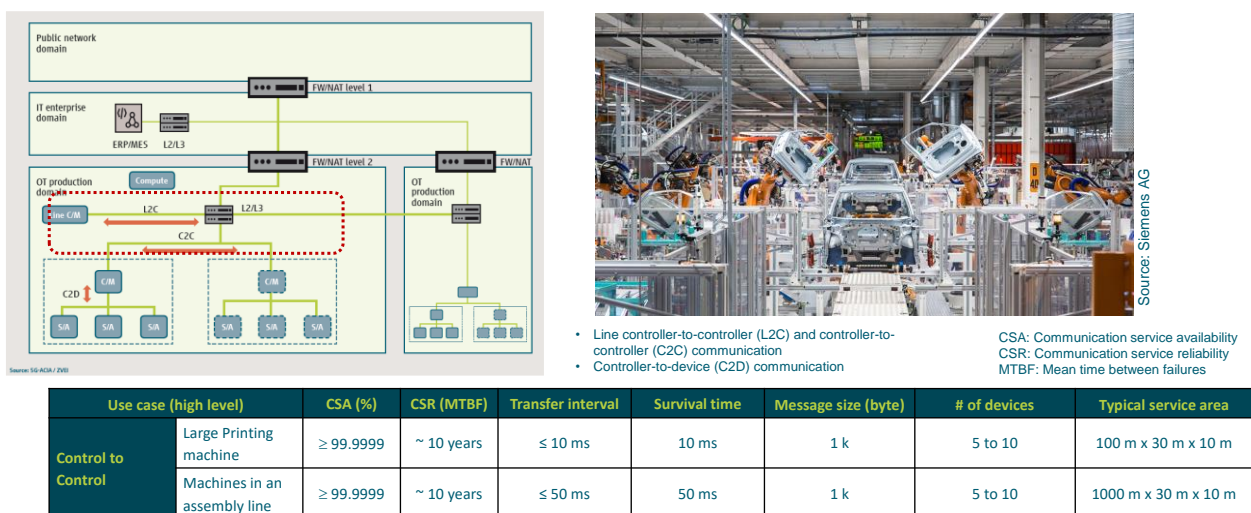 Public network
domain
FW/NAT level 1
IT enterprise
domain
ERP/MES L2/L3
FW/NAT level 2
FW/NAT
OT production
domain
Compute
OT
production
domain
Line C/M
L2C
L2/L3
C2C
C/M
C/M
C2D
S/A
S/A
S/A
S/A
S/A
S/A
Source: 5G-ACIA / ZVEI
Source: Siemens AG
• Line controller-to-controller (L2C) and controller-to-
controller (C2C) communication
• Controller-to-device (C2D) communication
CSA: Communication service availability
CSR: Communication service reliability
MTBF: Mean time between failures
Use case (high level) CSA (%) CSR (MTBF) Transfer interval Survival time Message size (byte) # of devices Typical service area
Control to
Control
Large Printing
machine
≥ 99.9999 ~ 10 years ≤ 10 ms 10 ms 1 k 5 to 10 100 m x 30 m x 10 m
Machines in an
assembly line
≥ 99.9999 ~ 10 years ≤ 50 ms 50 ms 1 k 5 to 10 1000 m x 30 m x 10 m